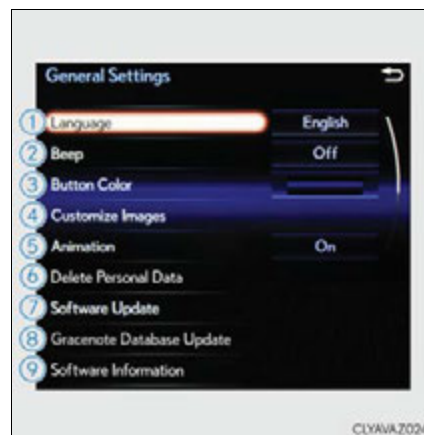 General Settings
1 Language English
2 Beep Off
3 Button Color
4 Customize Images
5 Animation On
6 Delete Personal Data
7 Software Update
8 Gracenote Database Update
9 Software Information
CLYAVAZ024